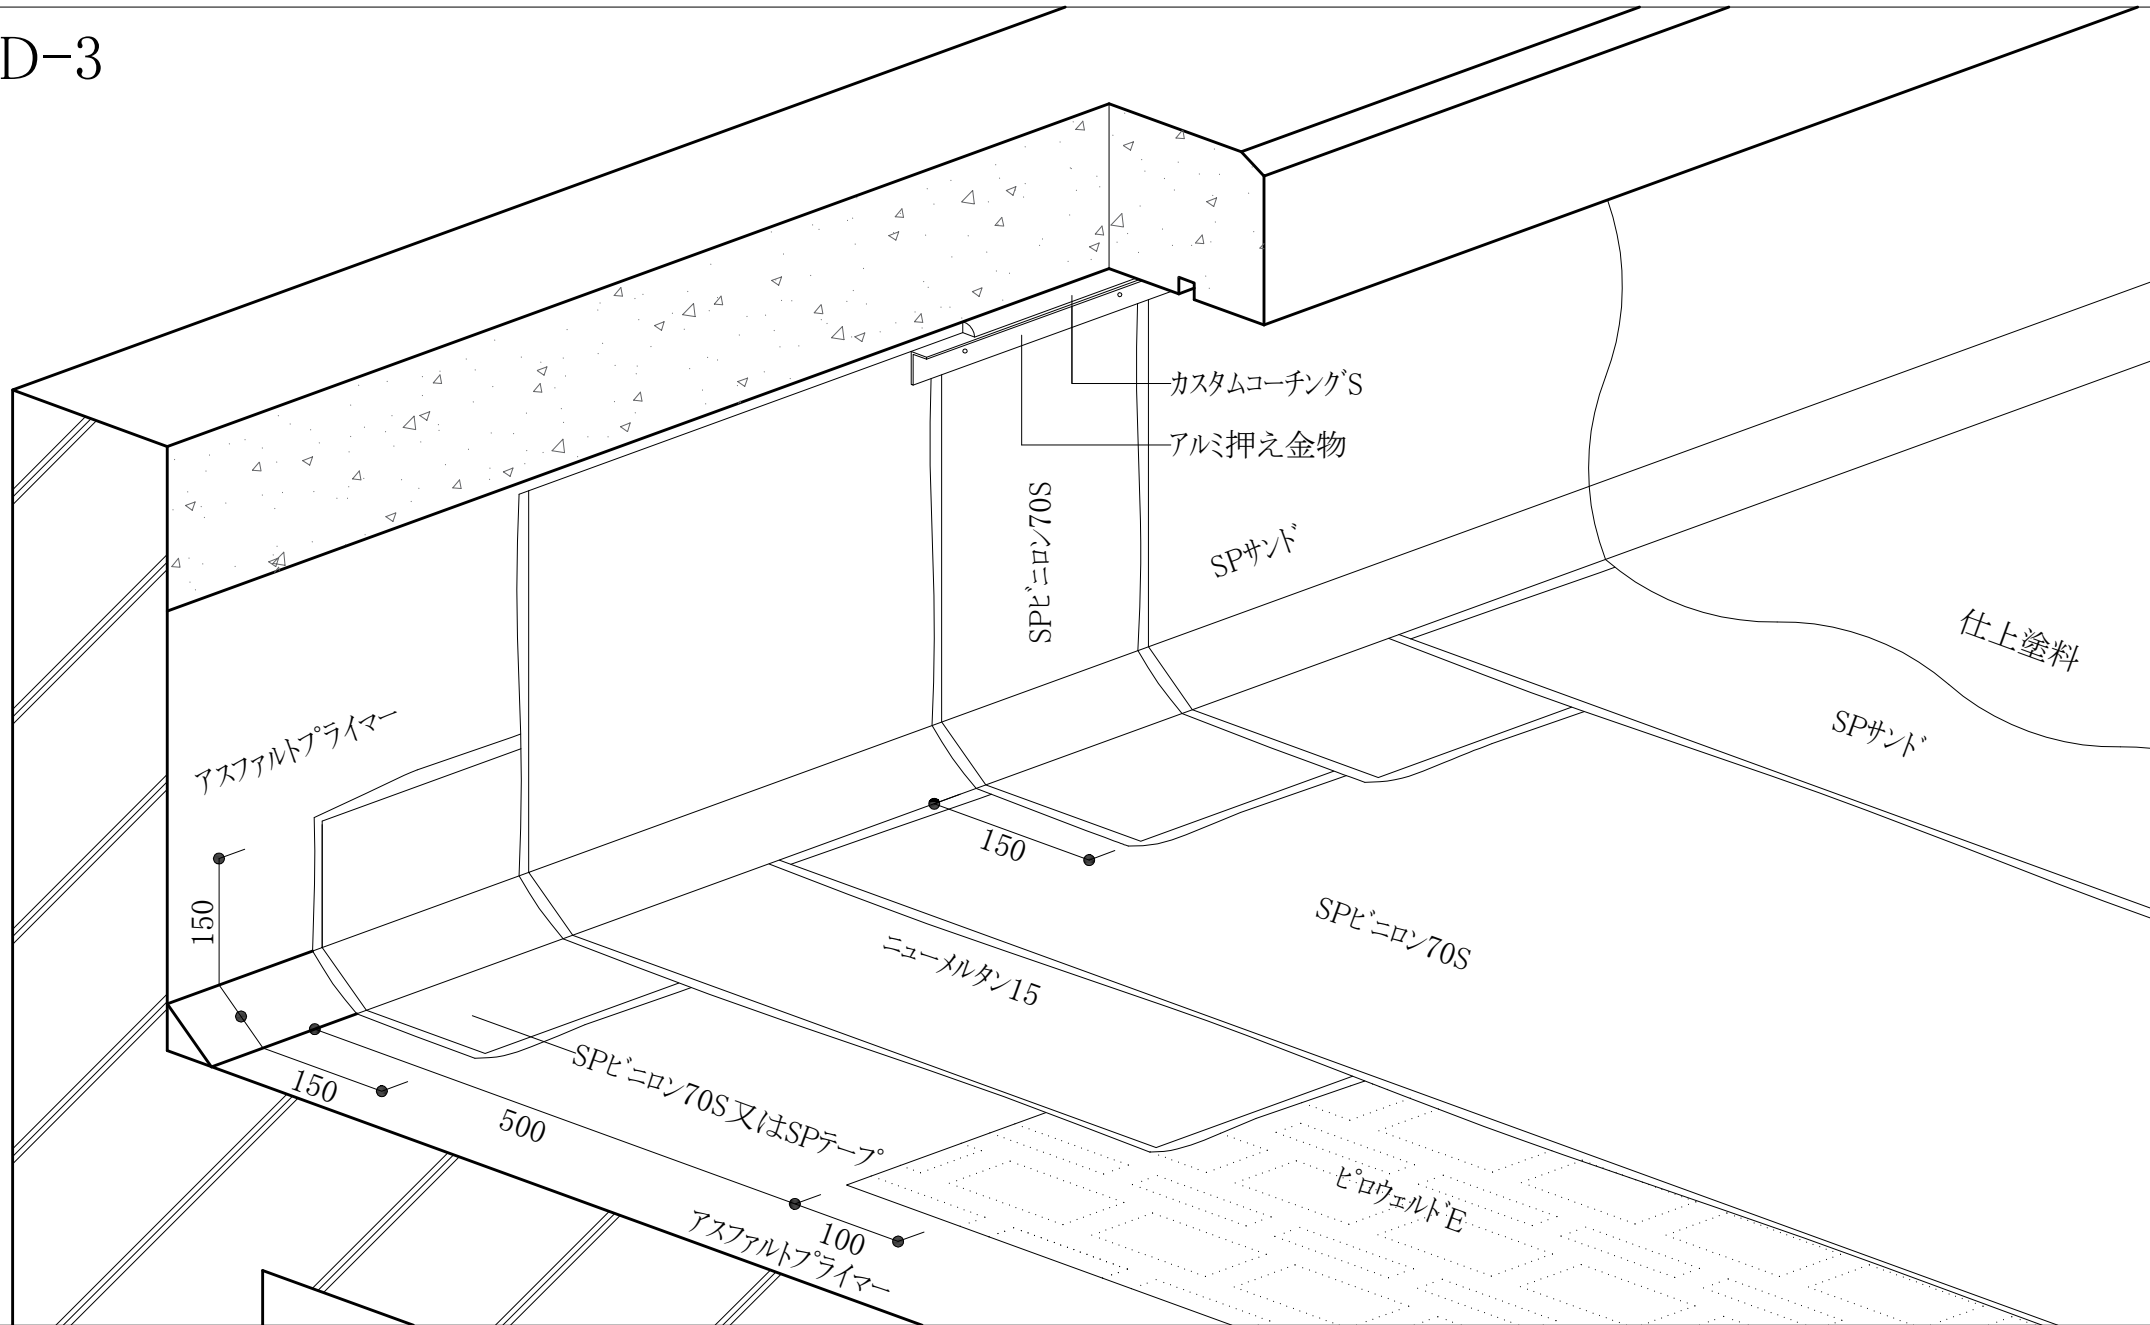 D-3
カスタムコーチングS
アルミ押え金物
SPビニロン70S
SPサンド
仕上塗料
SPサンド
アスファルトプライマー
150
150
SPビニロン70S
ニューメルタン15
150
500
SPビニロン70S又はSPテープ
100
ピロウェルドE
アスファルトプライマー